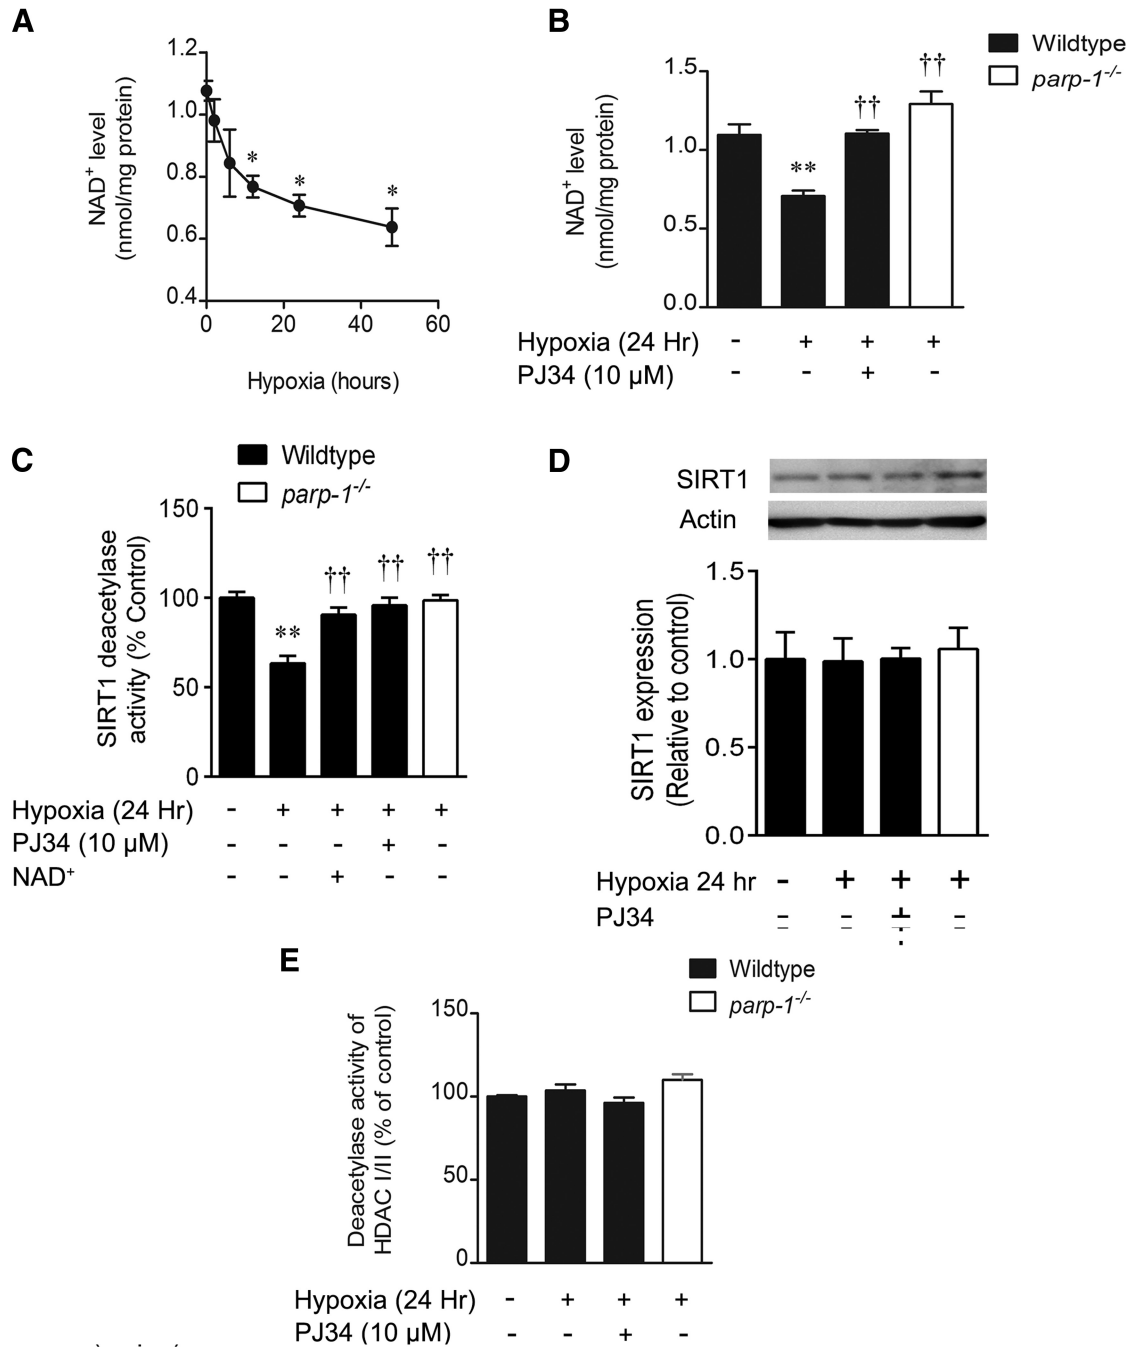 A
1.2
1.0
0.8
0.6
0.4
NAD+ level
(nmol/mg protein)
*
*
*
0 20 40 60
Hypoxia (hours)
B
Wildtype
parp-1-/-
1.5
1.0
0.5
0.0
NAD+ level
(nmol/mg protein)
**
††
††
Hypoxia (24 Hr) - + + +
PJ34 (10 µM) - - + -
C
Wildtype
parp-1-/-
150
100
50
0
SIRT1 deacetylase
activity (% Control)
**
††
††
††
Hypoxia (24 Hr) - + + + +
PJ34 (10 µM) - - - + -
NAD+ - - + - -
D
SIRT1
Actin
1.5
1.0
0.5
0.0
SIRT1 expression
(Relative to control)
Hypoxia 24 hr - + + +
PJ34 - - + -
E
Wildtype
parp-1-/-
150
100
50
0
Deacetylase activity of
HDAC I/II (% of control)
Hypoxia (24 Hr) - + + +
PJ34 (10 µM) - - + -